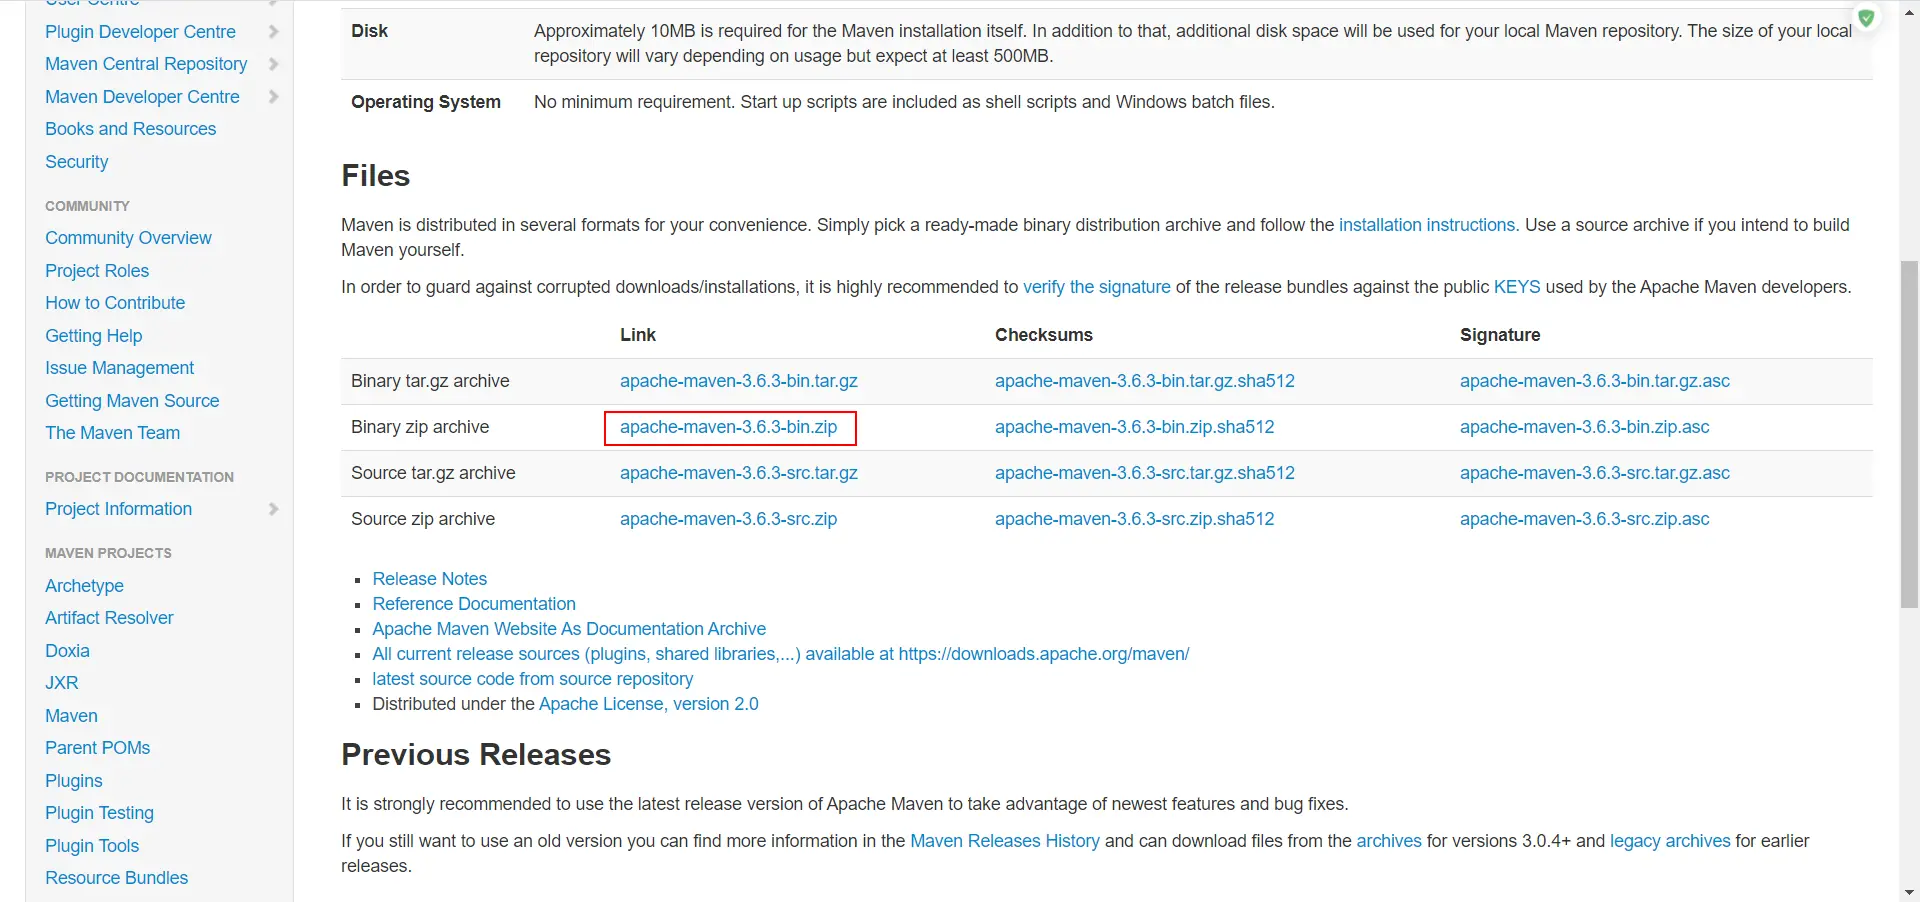 User Centre
Plugin Developer Centre
Maven Central Repository
Maven Developer Centre
Books and Resources
Security
COMMUNITY
Community Overview
Project Roles
How to Contribute
Getting Help
Issue Management
Getting Maven Source
The Maven Team
PROJECT DOCUMENTATION
Project Information
MAVEN PROJECTS
Archetype
Artifact Resolver
Doxia
JXR
Maven
Parent POMs
Plugins
Plugin Testing
Plugin Tools
Resource Bundles
Disk Approximately 10MB is required for the Maven installation itself. In addition to that, additional disk space will be used for your local Maven repository. The size of your local
repository will vary depending on usage but expect at least 500MB.
Operating System No minimum requirement. Start up scripts are included as shell scripts and Windows batch files.
Files
Maven is distributed in several formats for your convenience. Simply pick a ready-made binary distribution archive and follow the installation instructions. Use a source archive if you intend to build
Maven yourself.
In order to guard against corrupted downloads/installations, it is highly recommended to verify the signature of the release bundles against the public KEYS used by the Apache Maven developers.
Link Checksums Signature
Binary tar.gz archive apache-maven-3.6.3-bin.tar.gz apache-maven-3.6.3-bin.tar.gz.sha512 apache-maven-3.6.3-bin.tar.gz.asc
Binary zip archive apache-maven-3.6.3-bin.zip apache-maven-3.6.3-bin.zip.sha512 apache-maven-3.6.3-bin.zip.asc
Source tar.gz archive apache-maven-3.6.3-src.tar.gz apache-maven-3.6.3-src.tar.gz.sha512 apache-maven-3.6.3-src.tar.gz.asc
Source zip archive apache-maven-3.6.3-src.zip apache-maven-3.6.3-src.zip.sha512 apache-maven-3.6.3-src.zip.asc
Release Notes
Reference Documentation
Apache Maven Website As Documentation Archive
All current release sources (plugins, shared libraries,...) available at https://downloads.apache.org/maven/
latest source code from source repository
Distributed under the Apache License, version 2.0
Previous Releases
It is strongly recommended to use the latest release version of Apache Maven to take advantage of newest features and bug fixes.
If you still want to use an old version you can find more information in the Maven Releases History and can download files from the archives for versions 3.0.4+ and legacy archives for earlier
releases.